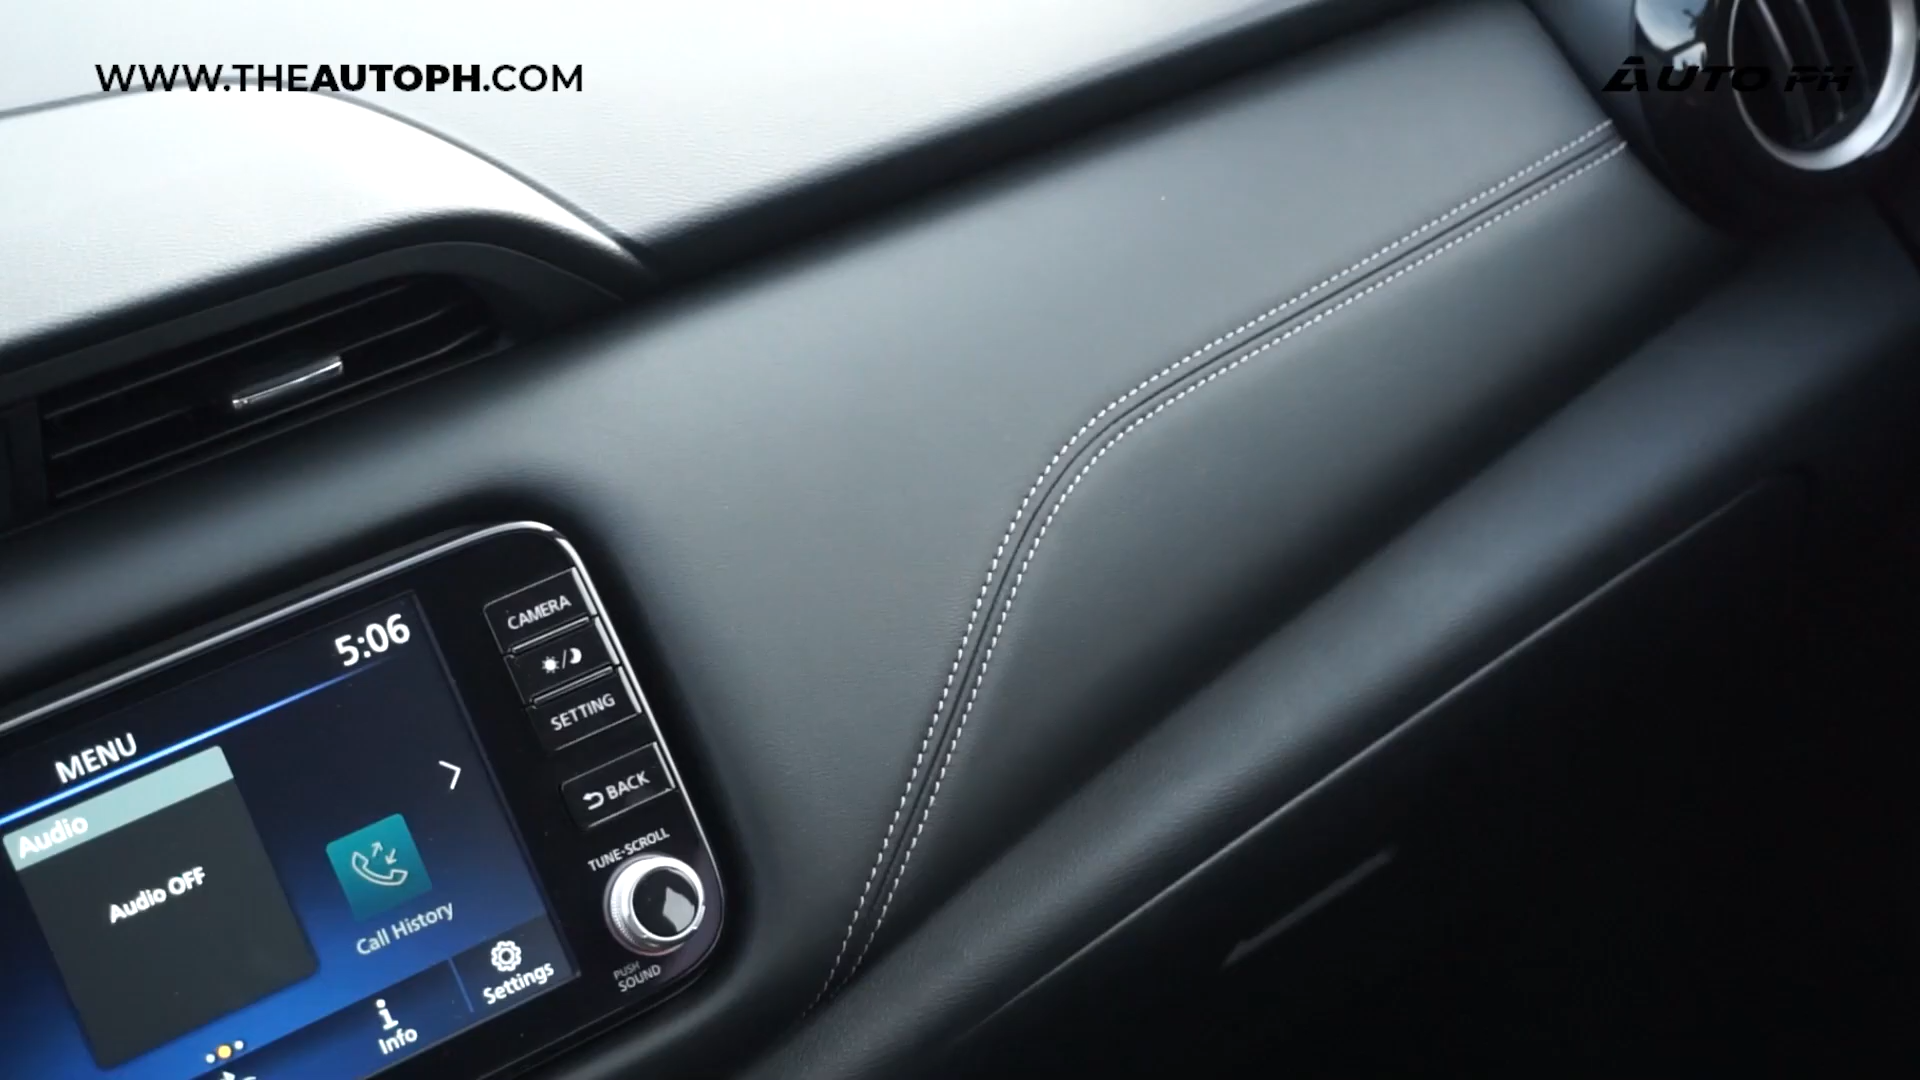 WWW.THEAUTOPH.COM
AUTO PH
5:06
MENU
Audio
Audio OFF
Call History
Settings
Info
CAMERA
SETTING
BACK
TUNE·SCROLL
PUSH
SOUND